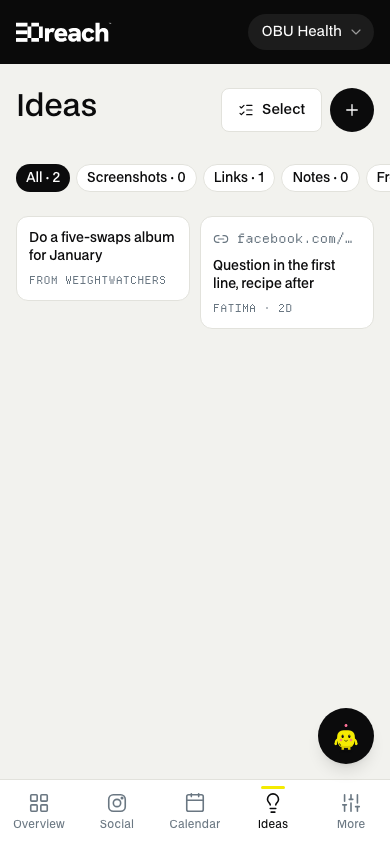 reach
OBU Health
Ideas
Select
All · 2
Screenshots · 0
Links · 1
Notes · 0
Fr
Do a five-swaps album
for January
FROM WEIGHTWATCHERS
facebook.com/…
Question in the first
line, recipe after
FATIMA · 2D
Overview
Social
Calendar
Ideas
More